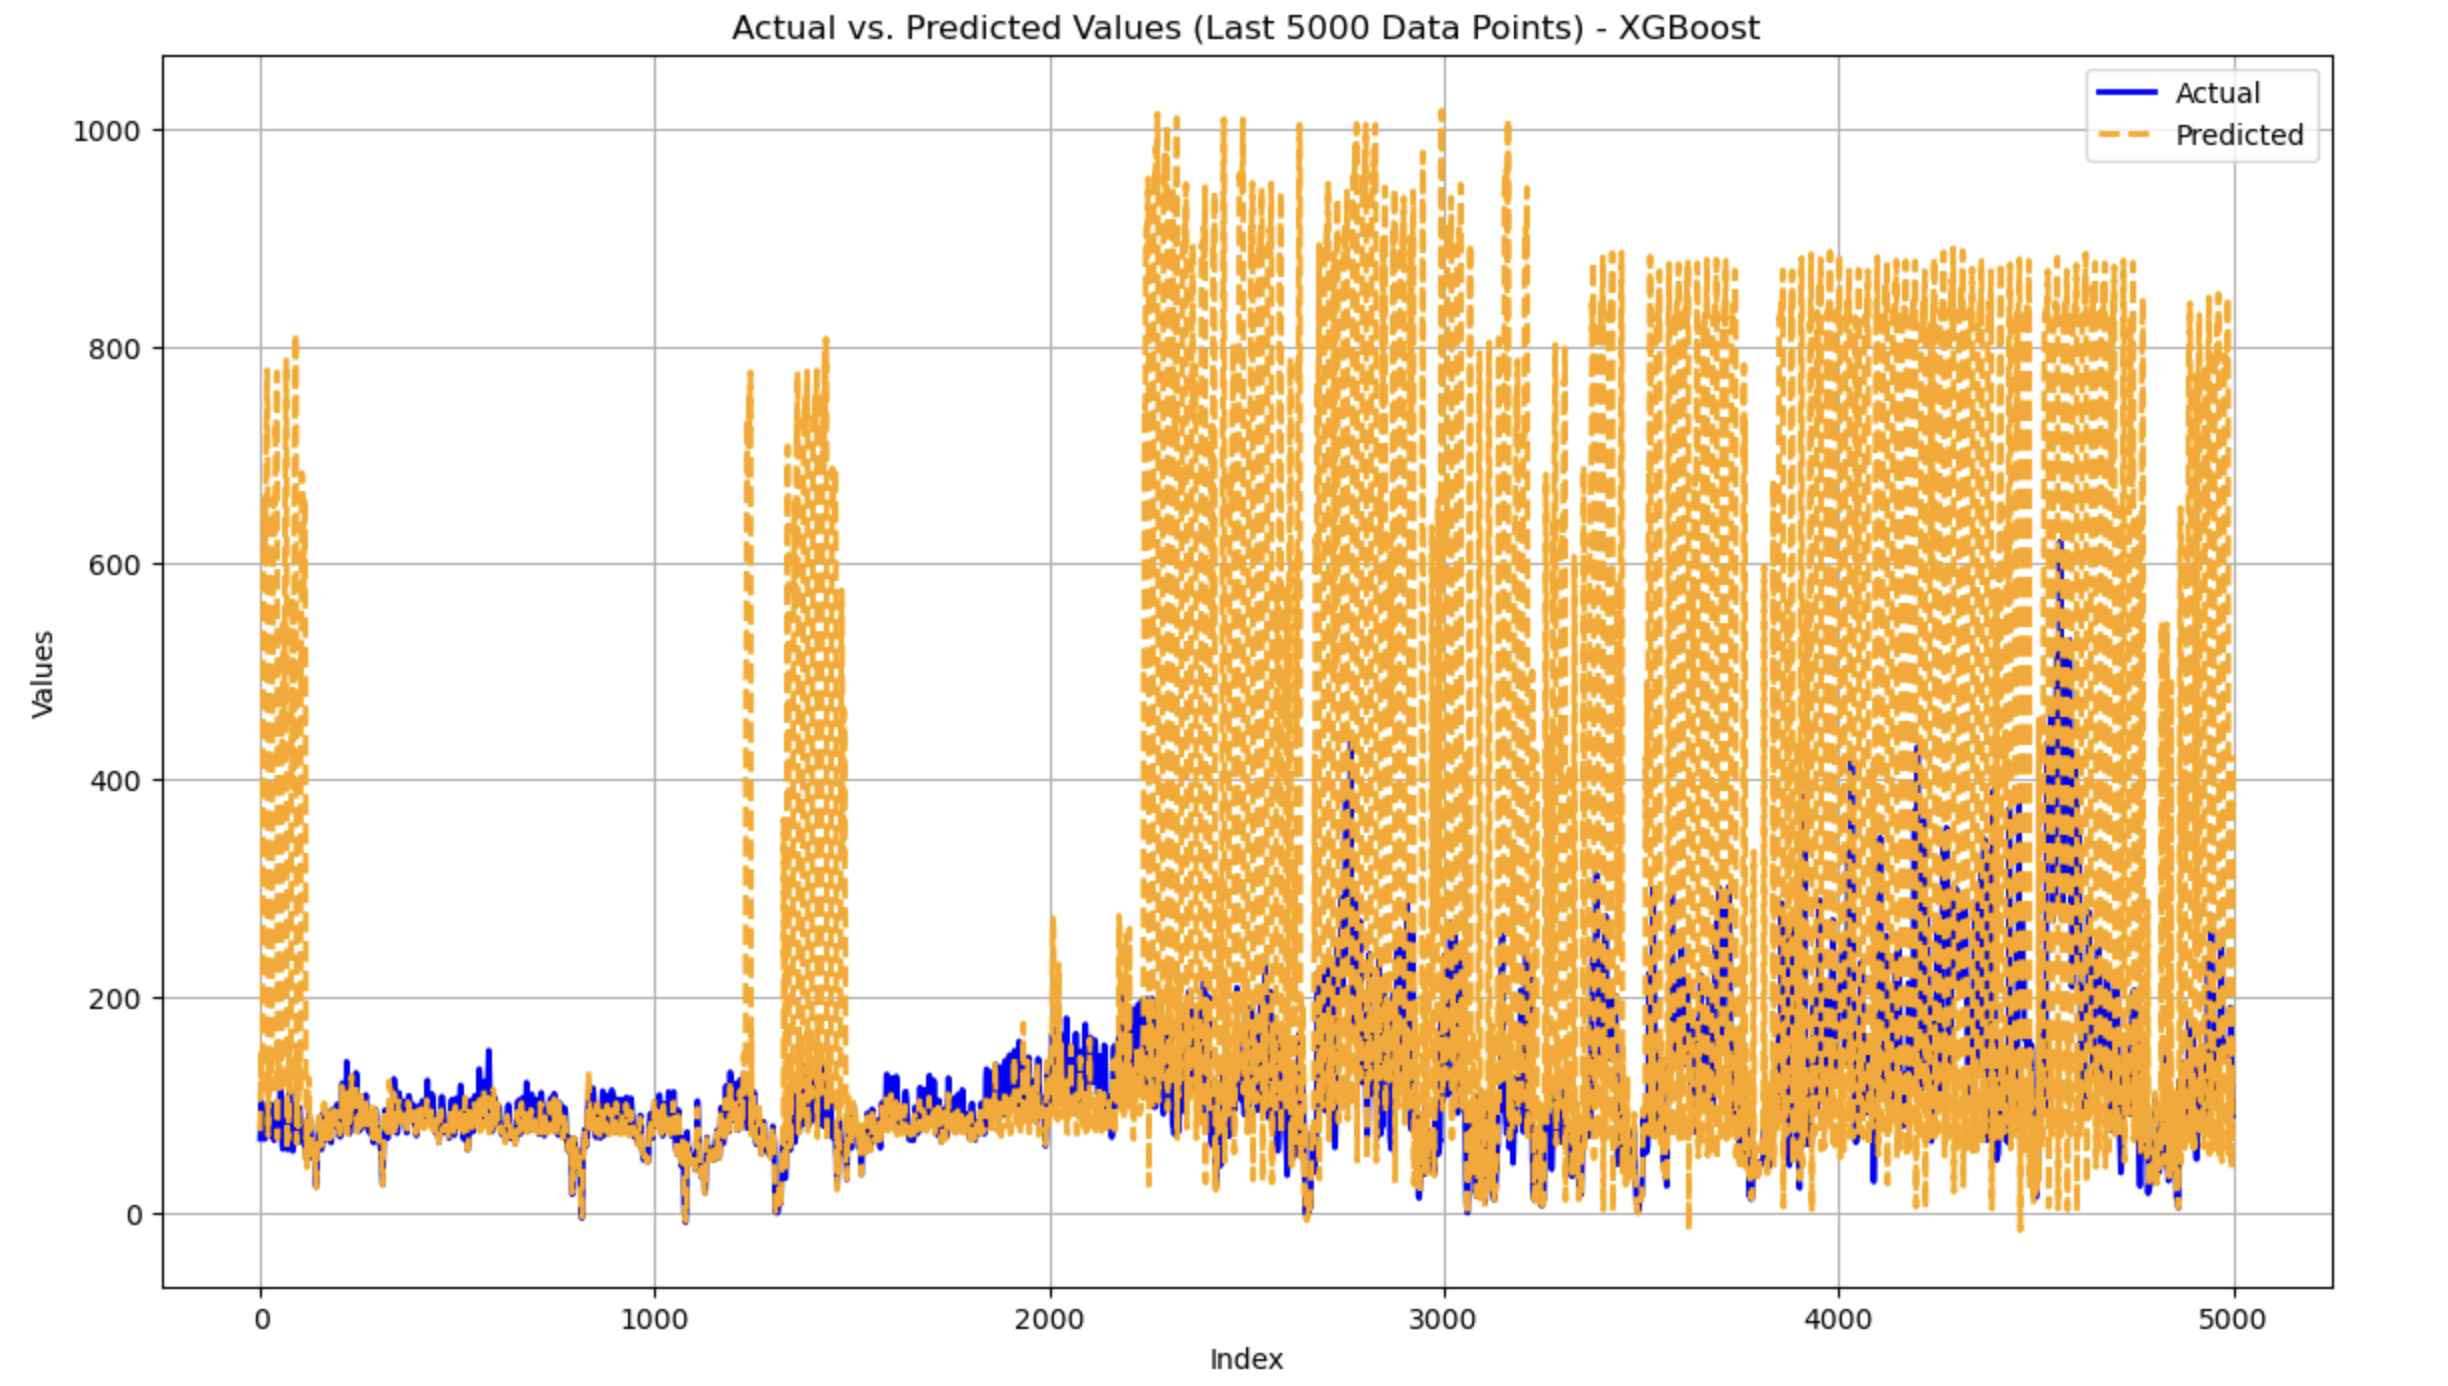 Actual vs. Predicted Values (Last 5000 Data Points) - XGBoost
Actual
Predicted
1000
800
600
400
200
0
Values
0 1000 2000 3000 4000 5000
Index